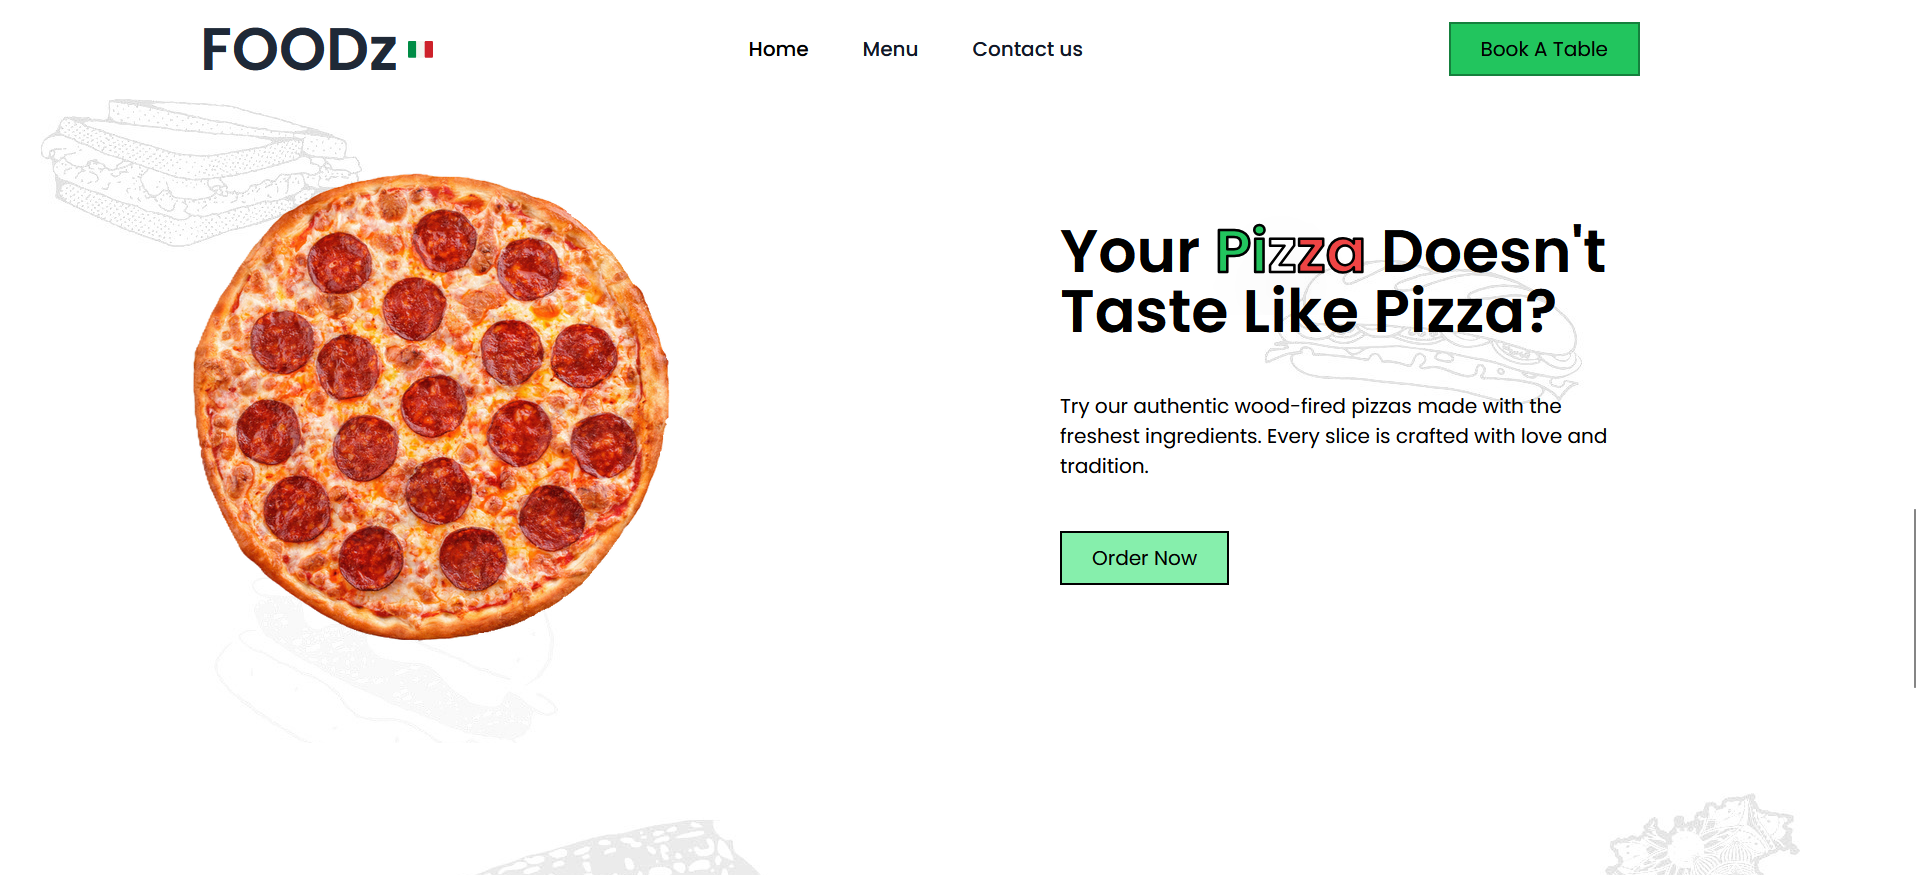 FOODz
Home
Menu
Contact us
Book A Table
Your Pizza Doesn't
Taste Like Pizza?
Try our authentic wood-fired pizzas made with the
freshest ingredients. Every slice is crafted with love and
tradition.
Order Now